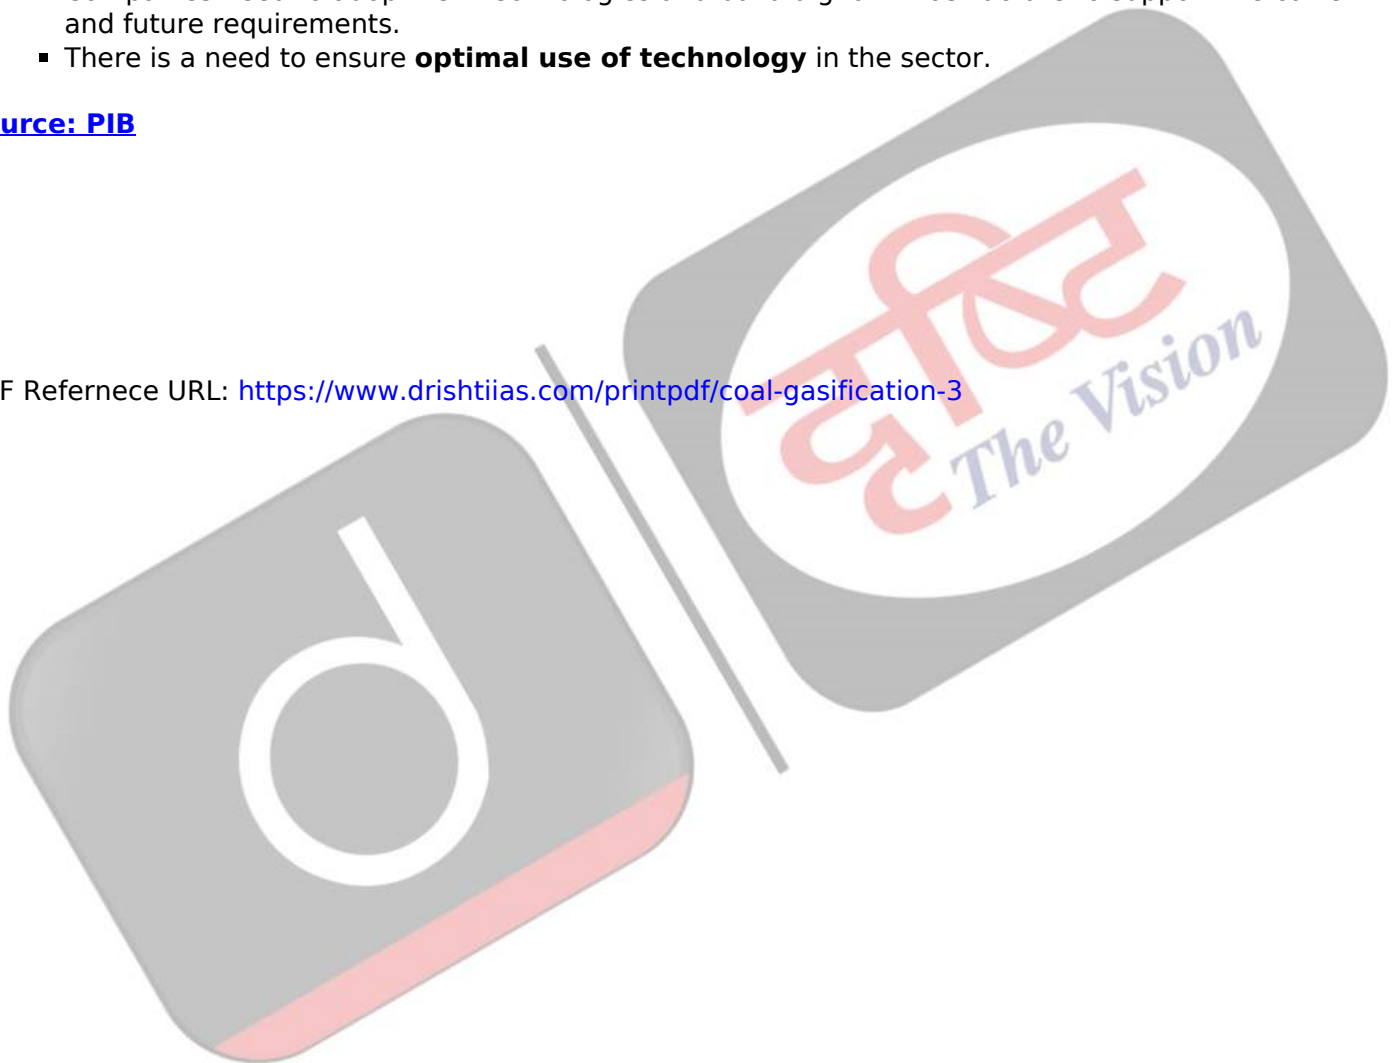 and future requirements.
▪ There is a need to ensure optimal use of technology in the sector.
urce: PIB
F Refernece URL: https://www.drishtiias.com/printpdf/coal-gasification-3
दृष्टि
The Vision
d